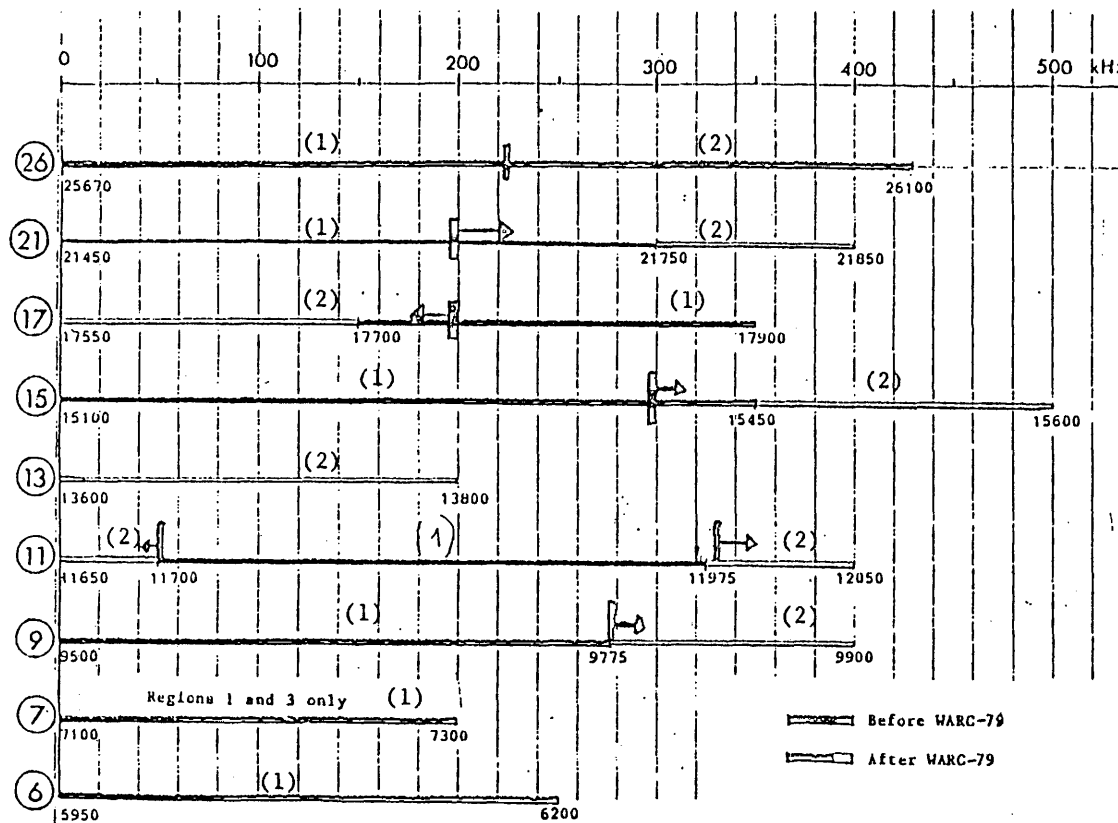 0 100 200 300 400 500 kHz
(1) (2)
26
25670 26100
(1) (2)
21
21450 21750 21850
(2) (1)
17
17550 17700 17900
(1) (2)
15
15100 15450 15600
(2)
13
13600 13800
(2) (1) (2)
11
11650 11700 11975 12050
(1) (2)
9
9500 9775 9900
Regions 1 and 3 only (1)
7
7100 7300
Before WARC-79
After WARC-79
(1)
6
5950 6200